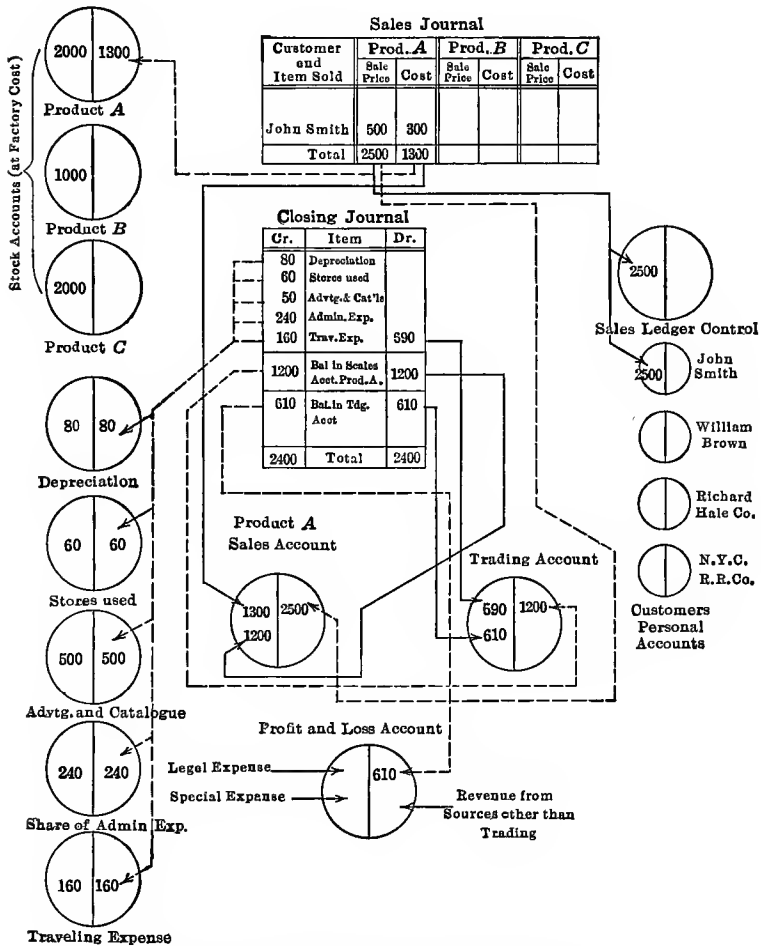 Sales Journal
Customer and Item Sold | Prod. A | Prod. B | Prod. C
Sale Price | Cost | Sale Price | Cost | Sale Price | Cost
John Smith | 500 | 300
Total | 2500 | 1300
Stock Accounts (at Factory Cost)
2000 | 1300
Product A
1000
Product B
2000
Product C
Closing Journal
Cr. | Item | Dr.
80 | Depreciation
60 | Stores used
50 | Advtg. & Cat'ls
240 | Admin. Exp.
160 | Trav. Exp. | 590
1200 | Bal in Scales Acct. Prod. A. | 1200
610 | Bal. in Tdg. Acct | 610
2400 | Total | 2400
2500
Sales Ledger Control
2500
John
Smith
William
Brown
Richard
Hale Co.
N.Y.C.
R.R. Co.
Customers
Personal
Accounts
80 | 80
Depreciation
60 | 60
Stores used
500 | 500
Advtg. and Catalogue
240 | 240
Share of Admin Exp.
160 | 160
Traveling Expense
Product A
Sales Account
1300 | 2500
1200
Trading Account
590 | 1200
610
Profit and Loss Account
Legel Expense
Special Expense
610
Revenue from
Sources other than
Trading